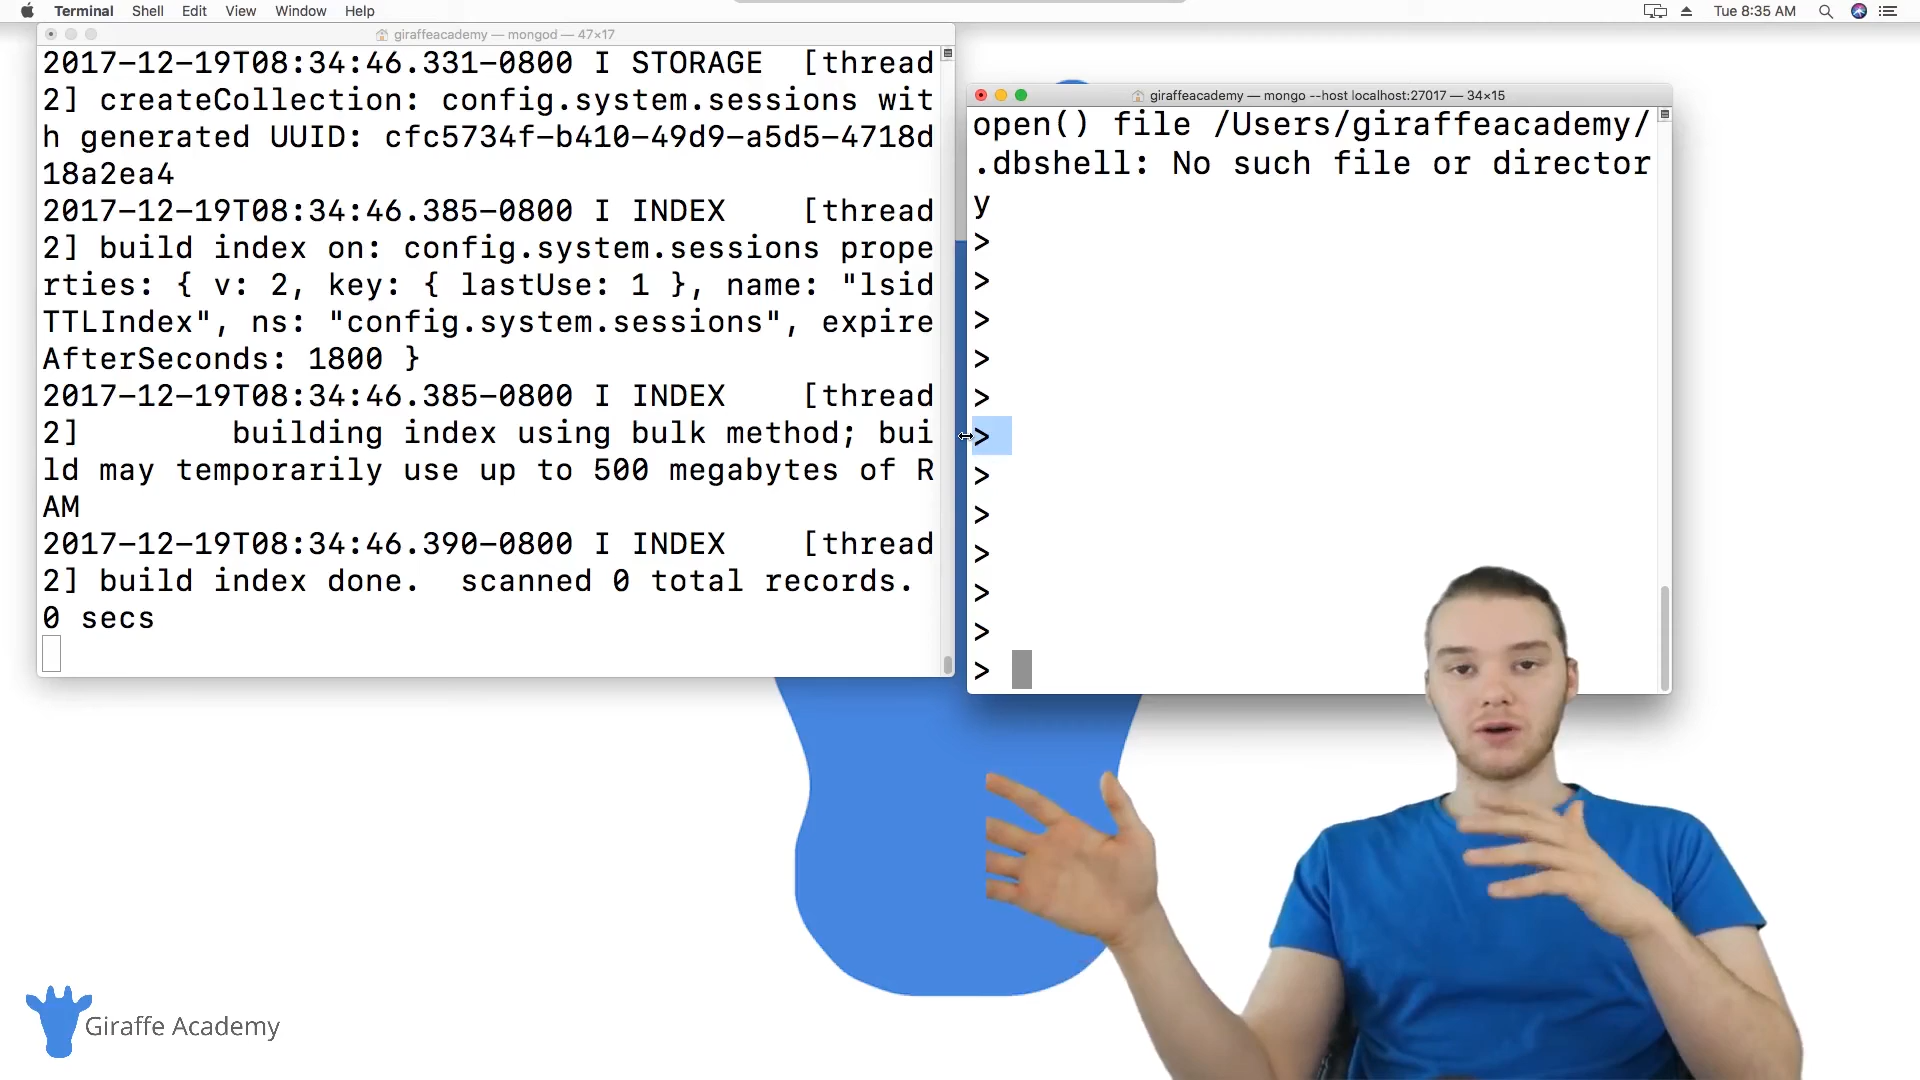 Terminal Shell Edit View Window Help Tue 8:35 AM
giraffeacademy — mongod — 47×17
2017-12-19T08:34:46.331-0800 I STORAGE [thread
2] createCollection: config.system.sessions wit
h generated UUID: cfc5734f-b410-49d9-a5d5-4718d
18a2ea4
2017-12-19T08:34:46.385-0800 I INDEX [thread
2] build index on: config.system.sessions prope
rties: { v: 2, key: { lastUse: 1 }, name: "lsid
TTLIndex", ns: "config.system.sessions", expire
AfterSeconds: 1800 }
2017-12-19T08:34:46.385-0800 I INDEX [thread
2] building index using bulk method; bui
ld may temporarily use up to 500 megabytes of R
AM
2017-12-19T08:34:46.390-0800 I INDEX [thread
2] build index done. scanned 0 total records.
0 secs
giraffeacademy — mongo --host localhost:27017 — 34×15
open() file /Users/giraffeacademy/
.dbshell: No such file or director
y
>
>
>
>
>
>
>
>
>
>
>
>
Giraffe Academy